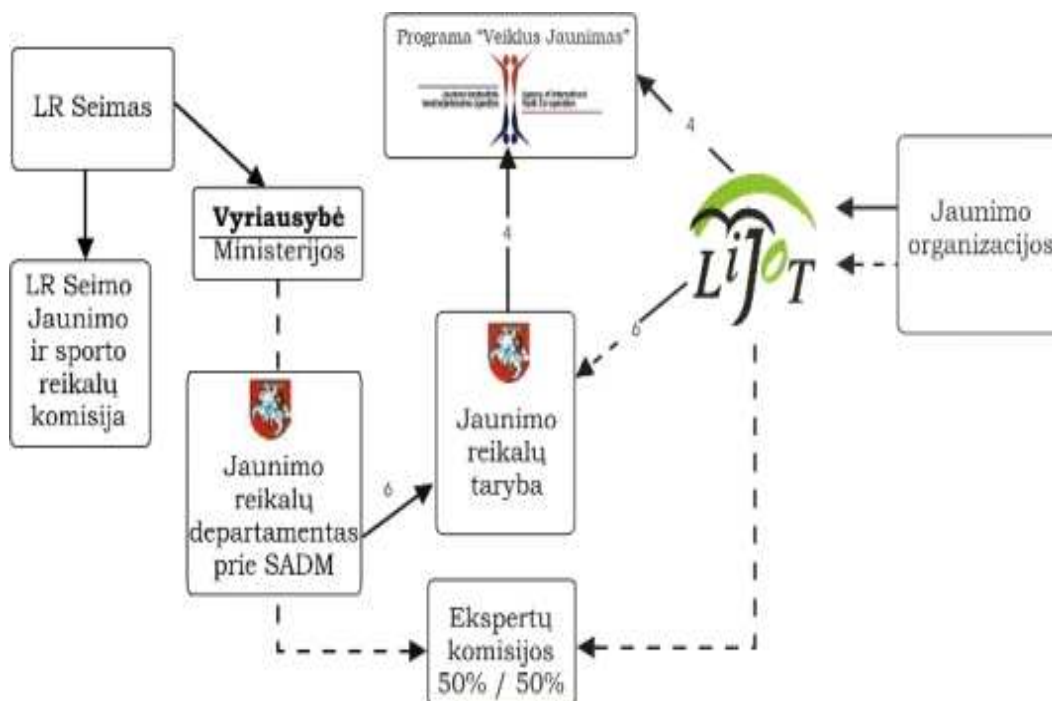 Programa “Veiklus Jaunimas”
LR Seimas
Vyriausybė
Ministerijos
LR Seimo
Jaunimo
ir sporto
reikalų
komisija
4
4
LiJOT
Jaunimo
organizacijos
6
Jaunimo
reikalų
taryba
Jaunimo
reikalų
departamentas
prie SADM
6
Ekspertų
komisijos
50% / 50%